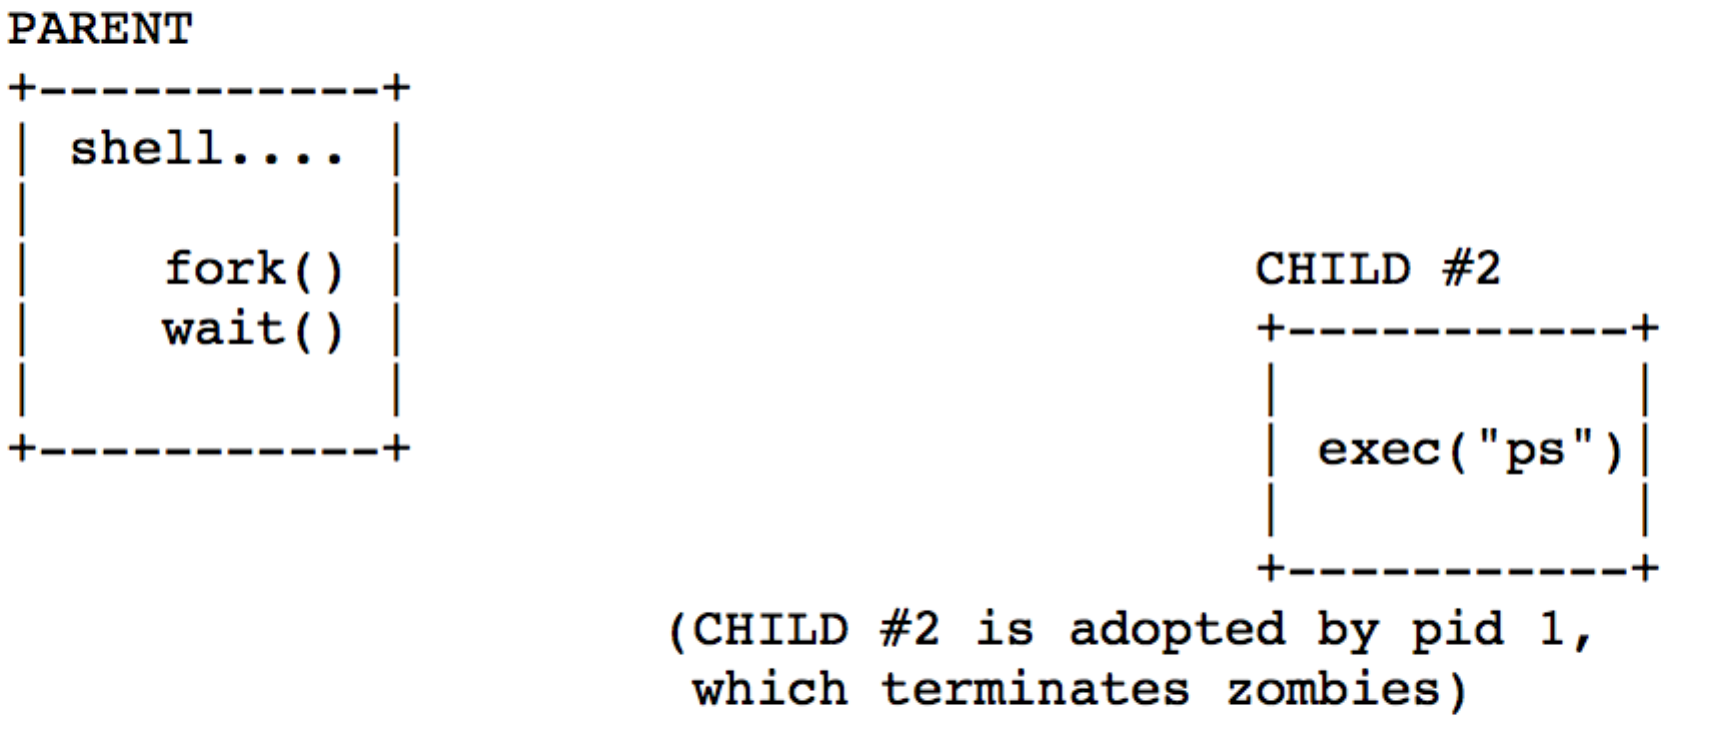 PARENT
+-----------+
| shell.... |
|           |
|     fork() |     CHILD #2
|     wait() |     +-----------+
|           |     |           |
+-----------+     | exec("ps")|
|           |
+-----------+
(CHILD #2 is adopted by pid 1,
which terminates zombies)